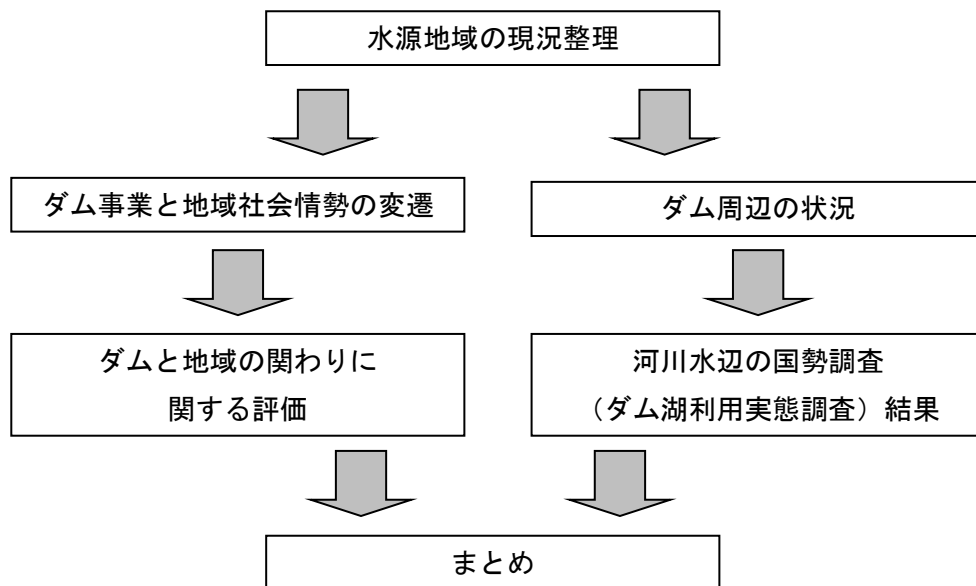 水源地域の現況整理
ダム事業と地域社会情勢の変遷
ダム周辺の状況
ダムと地域の関わりに
関する評価
河川水辺の国勢調査
（ダム湖利用実態調査）結果
まとめ